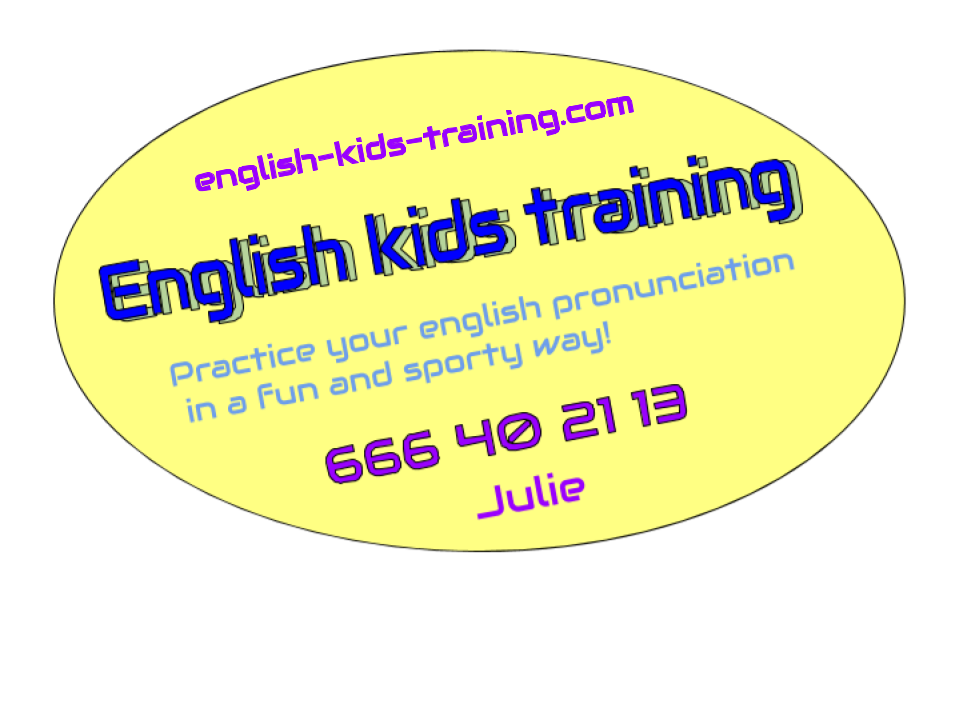 english-kids-training.com
English kids training
Practice your english pronunciation
in a fun and sporty way!
666 40 21 13
Julie